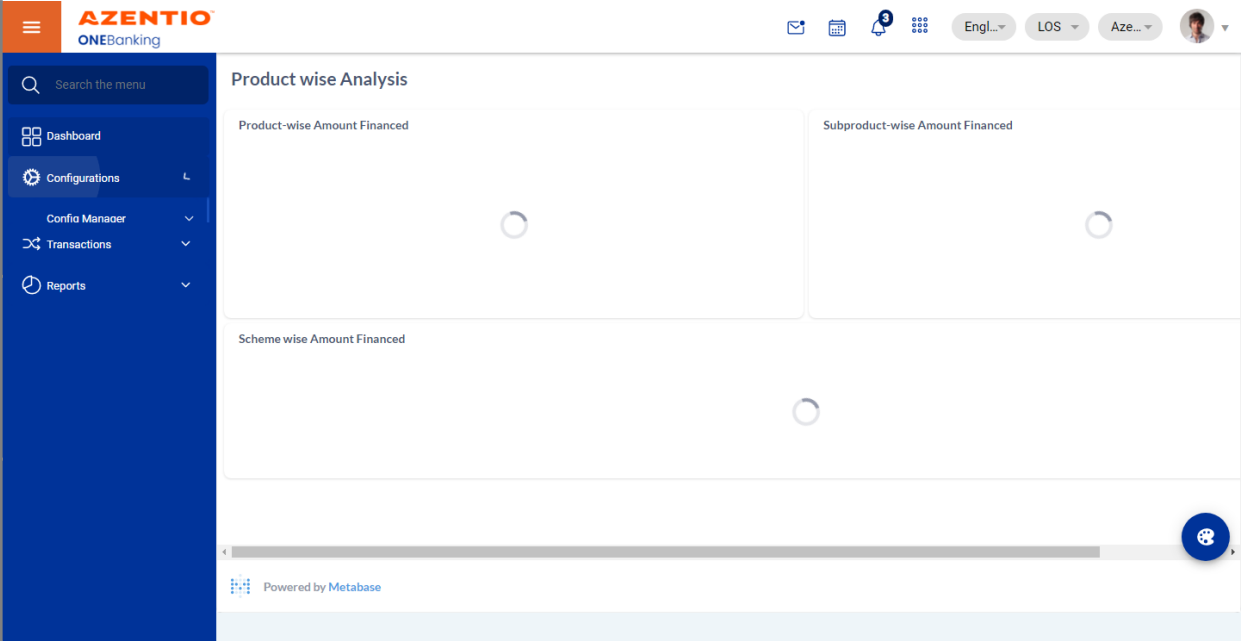 AZENTIO™
ONEBanking
3
Engl...
LOS
Aze...
Search the menu
Dashboard
Configurations
Config Manager
Transactions
Reports
Product wise Analysis
Product-wise Amount Financed
Subproduct-wise Amount Financed
Scheme wise Amount Financed
Powered by Metabase